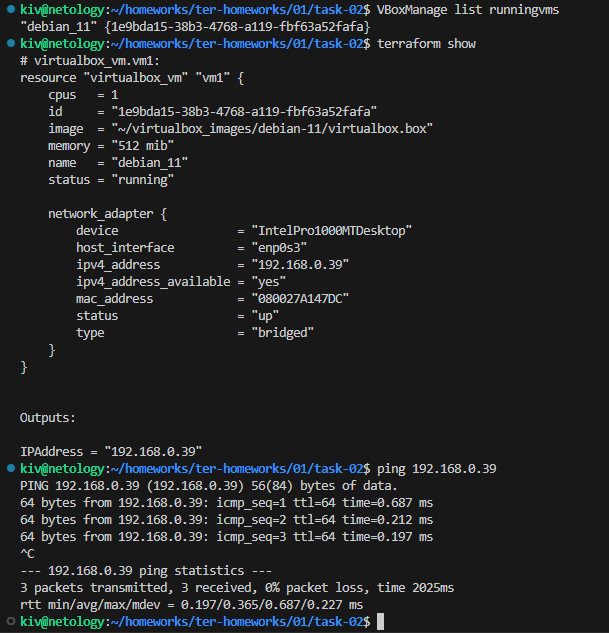 kiv@netology:~/homeworks/ter-homeworks/01/task-02$ VBoxManage list runningvms
"debian_11" {1e9bda15-38b3-4768-a119-fbf63a52fafa}
kiv@netology:~/homeworks/ter-homeworks/01/task-02$ terraform show
# virtualbox_vm.vm1:
resource "virtualbox_vm" "vm1" {
    cpus   = 1
    id     = "1e9bda15-38b3-4768-a119-fbf63a52fafa"
    image  = "~/virtualbox_images/debian-11/virtualbox.box"
    memory = "512 mib"
    name   = "debian_11"
    status = "running"

    network_adapter {
        device                 = "IntelPro1000MTDesktop"
        host_interface         = "enp0s3"
        ipv4_address           = "192.168.0.39"
        ipv4_address_available = "yes"
        mac_address            = "080027A147DC"
        status                 = "up"
        type                   = "bridged"
    }
}

Outputs:

IPAddress = "192.168.0.39"
kiv@netology:~/homeworks/ter-homeworks/01/task-02$ ping 192.168.0.39
PING 192.168.0.39 (192.168.0.39) 56(84) bytes of data.
64 bytes from 192.168.0.39: icmp_seq=1 ttl=64 time=0.687 ms
64 bytes from 192.168.0.39: icmp_seq=2 ttl=64 time=0.212 ms
64 bytes from 192.168.0.39: icmp_seq=3 ttl=64 time=0.197 ms
^C
--- 192.168.0.39 ping statistics ---
3 packets transmitted, 3 received, 0% packet loss, time 2025ms
rtt min/avg/max/mdev = 0.197/0.365/0.687/0.227 ms
kiv@netology:~/homeworks/ter-homeworks/01/task-02$